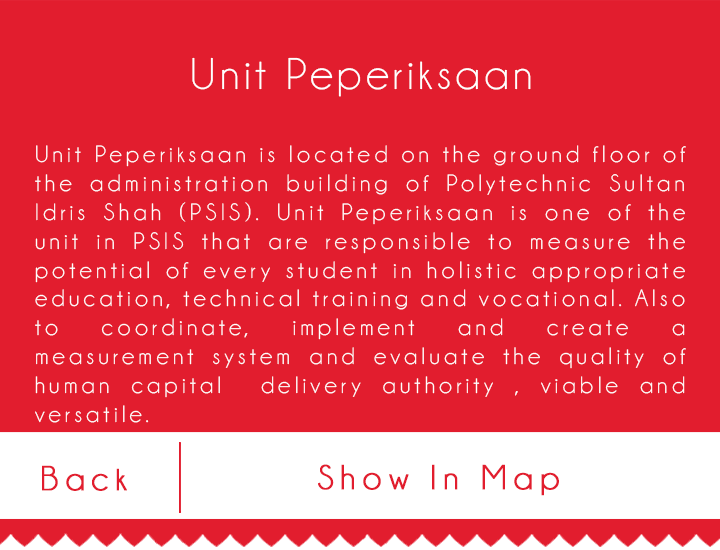 Unit Peperiksaan
Unit Peperiksaan is located on the ground floor of
the administration building of Polytechnic Sultan
Idris Shah (PSIS). Unit Peperiksaan is one of the
unit in PSIS that are responsible to measure the
potential of every student in holistic appropriate
education, technical training and vocational. Also
to coordinate, implement and create a
measurement system and evaluate the quality of
human capital delivery authority , viable and
versatile.
Back
Show In Map